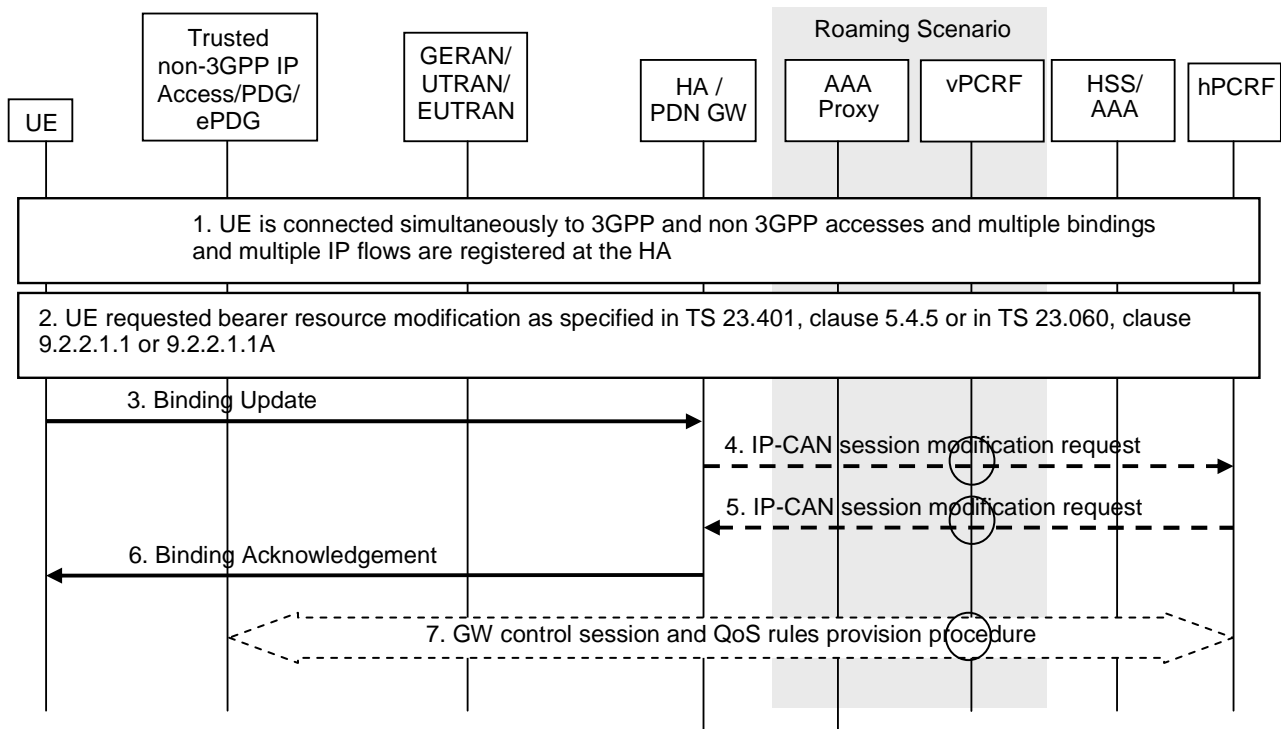 Roaming Scenario
UE
Trusted
non-3GPP IP
Access/PDG/
ePDG
GERAN/
UTRAN/
EUTRAN
HA /
PDN GW
AAA
Proxy
vPCRF
HSS/
AAA
hPCRF
1. UE is connected simultaneously to 3GPP and non 3GPP accesses and multiple bindings
and multiple IP flows are registered at the HA
2. UE requested bearer resource modification as specified in TS 23.401, clause 5.4.5 or in TS 23.060, clause
9.2.2.1.1 or 9.2.2.1.1A
3. Binding Update
4. IP-CAN session modification request
5. IP-CAN session modification request
6. Binding Acknowledgement
7. GW control session and QoS rules provision procedure